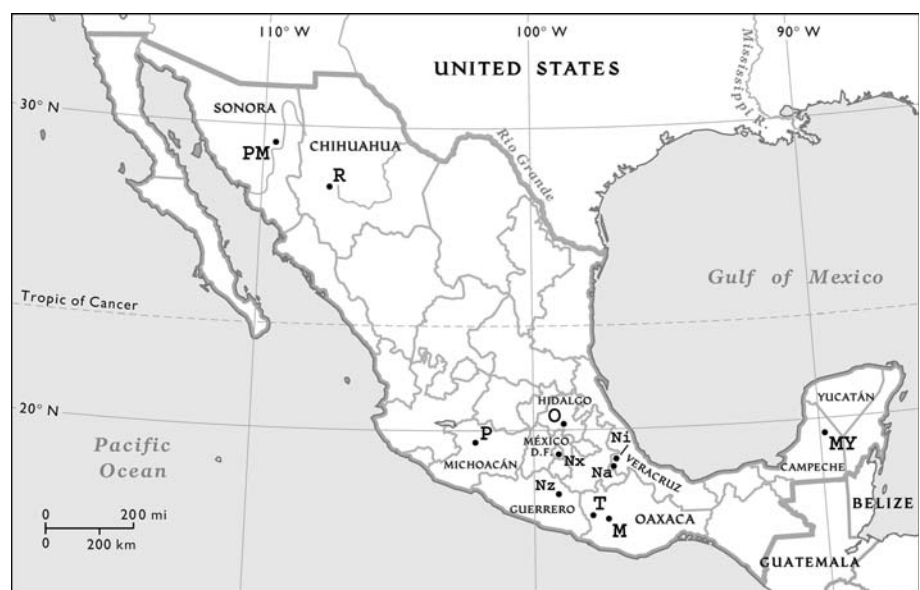 110° W
100° W
90° W
UNITED STATES
Mississippi R.
30° N
SONORA
PM
CHIHUAHUA
R
Rio Grande
Gulf of Mexico
Tropic of Cancer
20° N
Pacific
Ocean
HIDALGO
O
P
MÉXICO
D.F.
MICHOACÁN
Nx
Ni
Na
VERACRUZ
YUCATÁN
MY
CAMPECHE
Nz
GUERRERO
T
M
OAXACA
BELIZE
GUATEMALA
0 200 mi
0 200 km